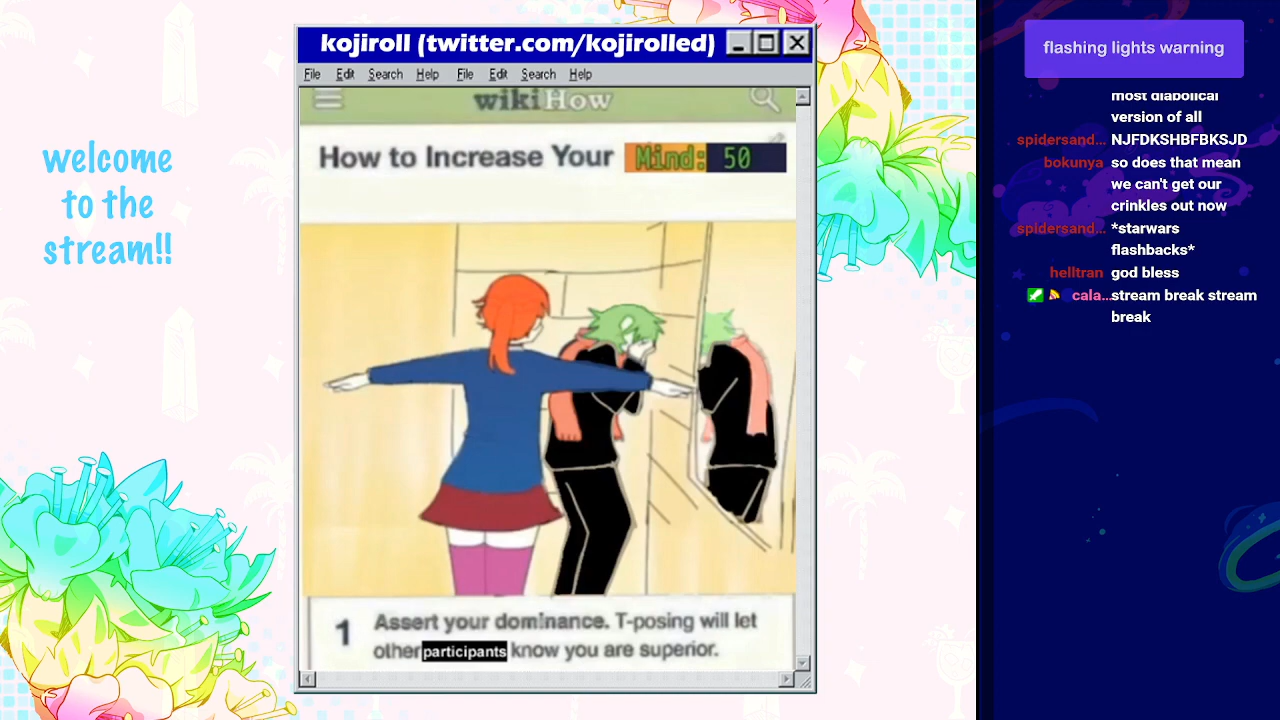 kojiroll (twitter.com/kojirolled)
File Edit Search Help File Edit Search Help
wikiHow
How to Increase Your Mind: 50
1 Assert your dominance. T-posing will let
other participants know you are superior.
welcome
to the
stream!!
flashing lights warning
most diabolical
version of all
spidersand... NJFDKSHBFBKSJD
bokunya so does that mean
we can't get our
crinkles out now
spidersand... *starwars
flashbacks*
helltran god bless
cala... stream break stream
break